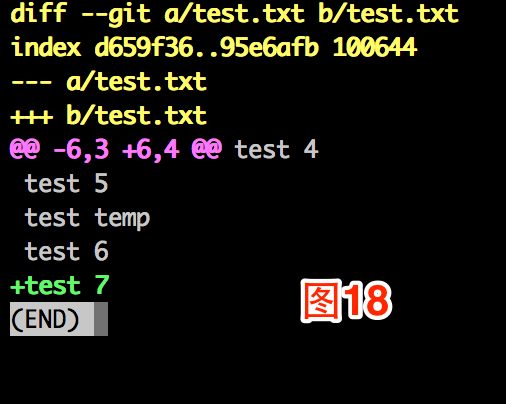 diff --git a/test.txt b/test.txt
index d659f36..95e6afb 100644
--- a/test.txt
+++ b/test.txt
@@ -6,3 +6,4 @@ test 4
 test 5
 test temp
 test 6
+test 7
图18
(END)